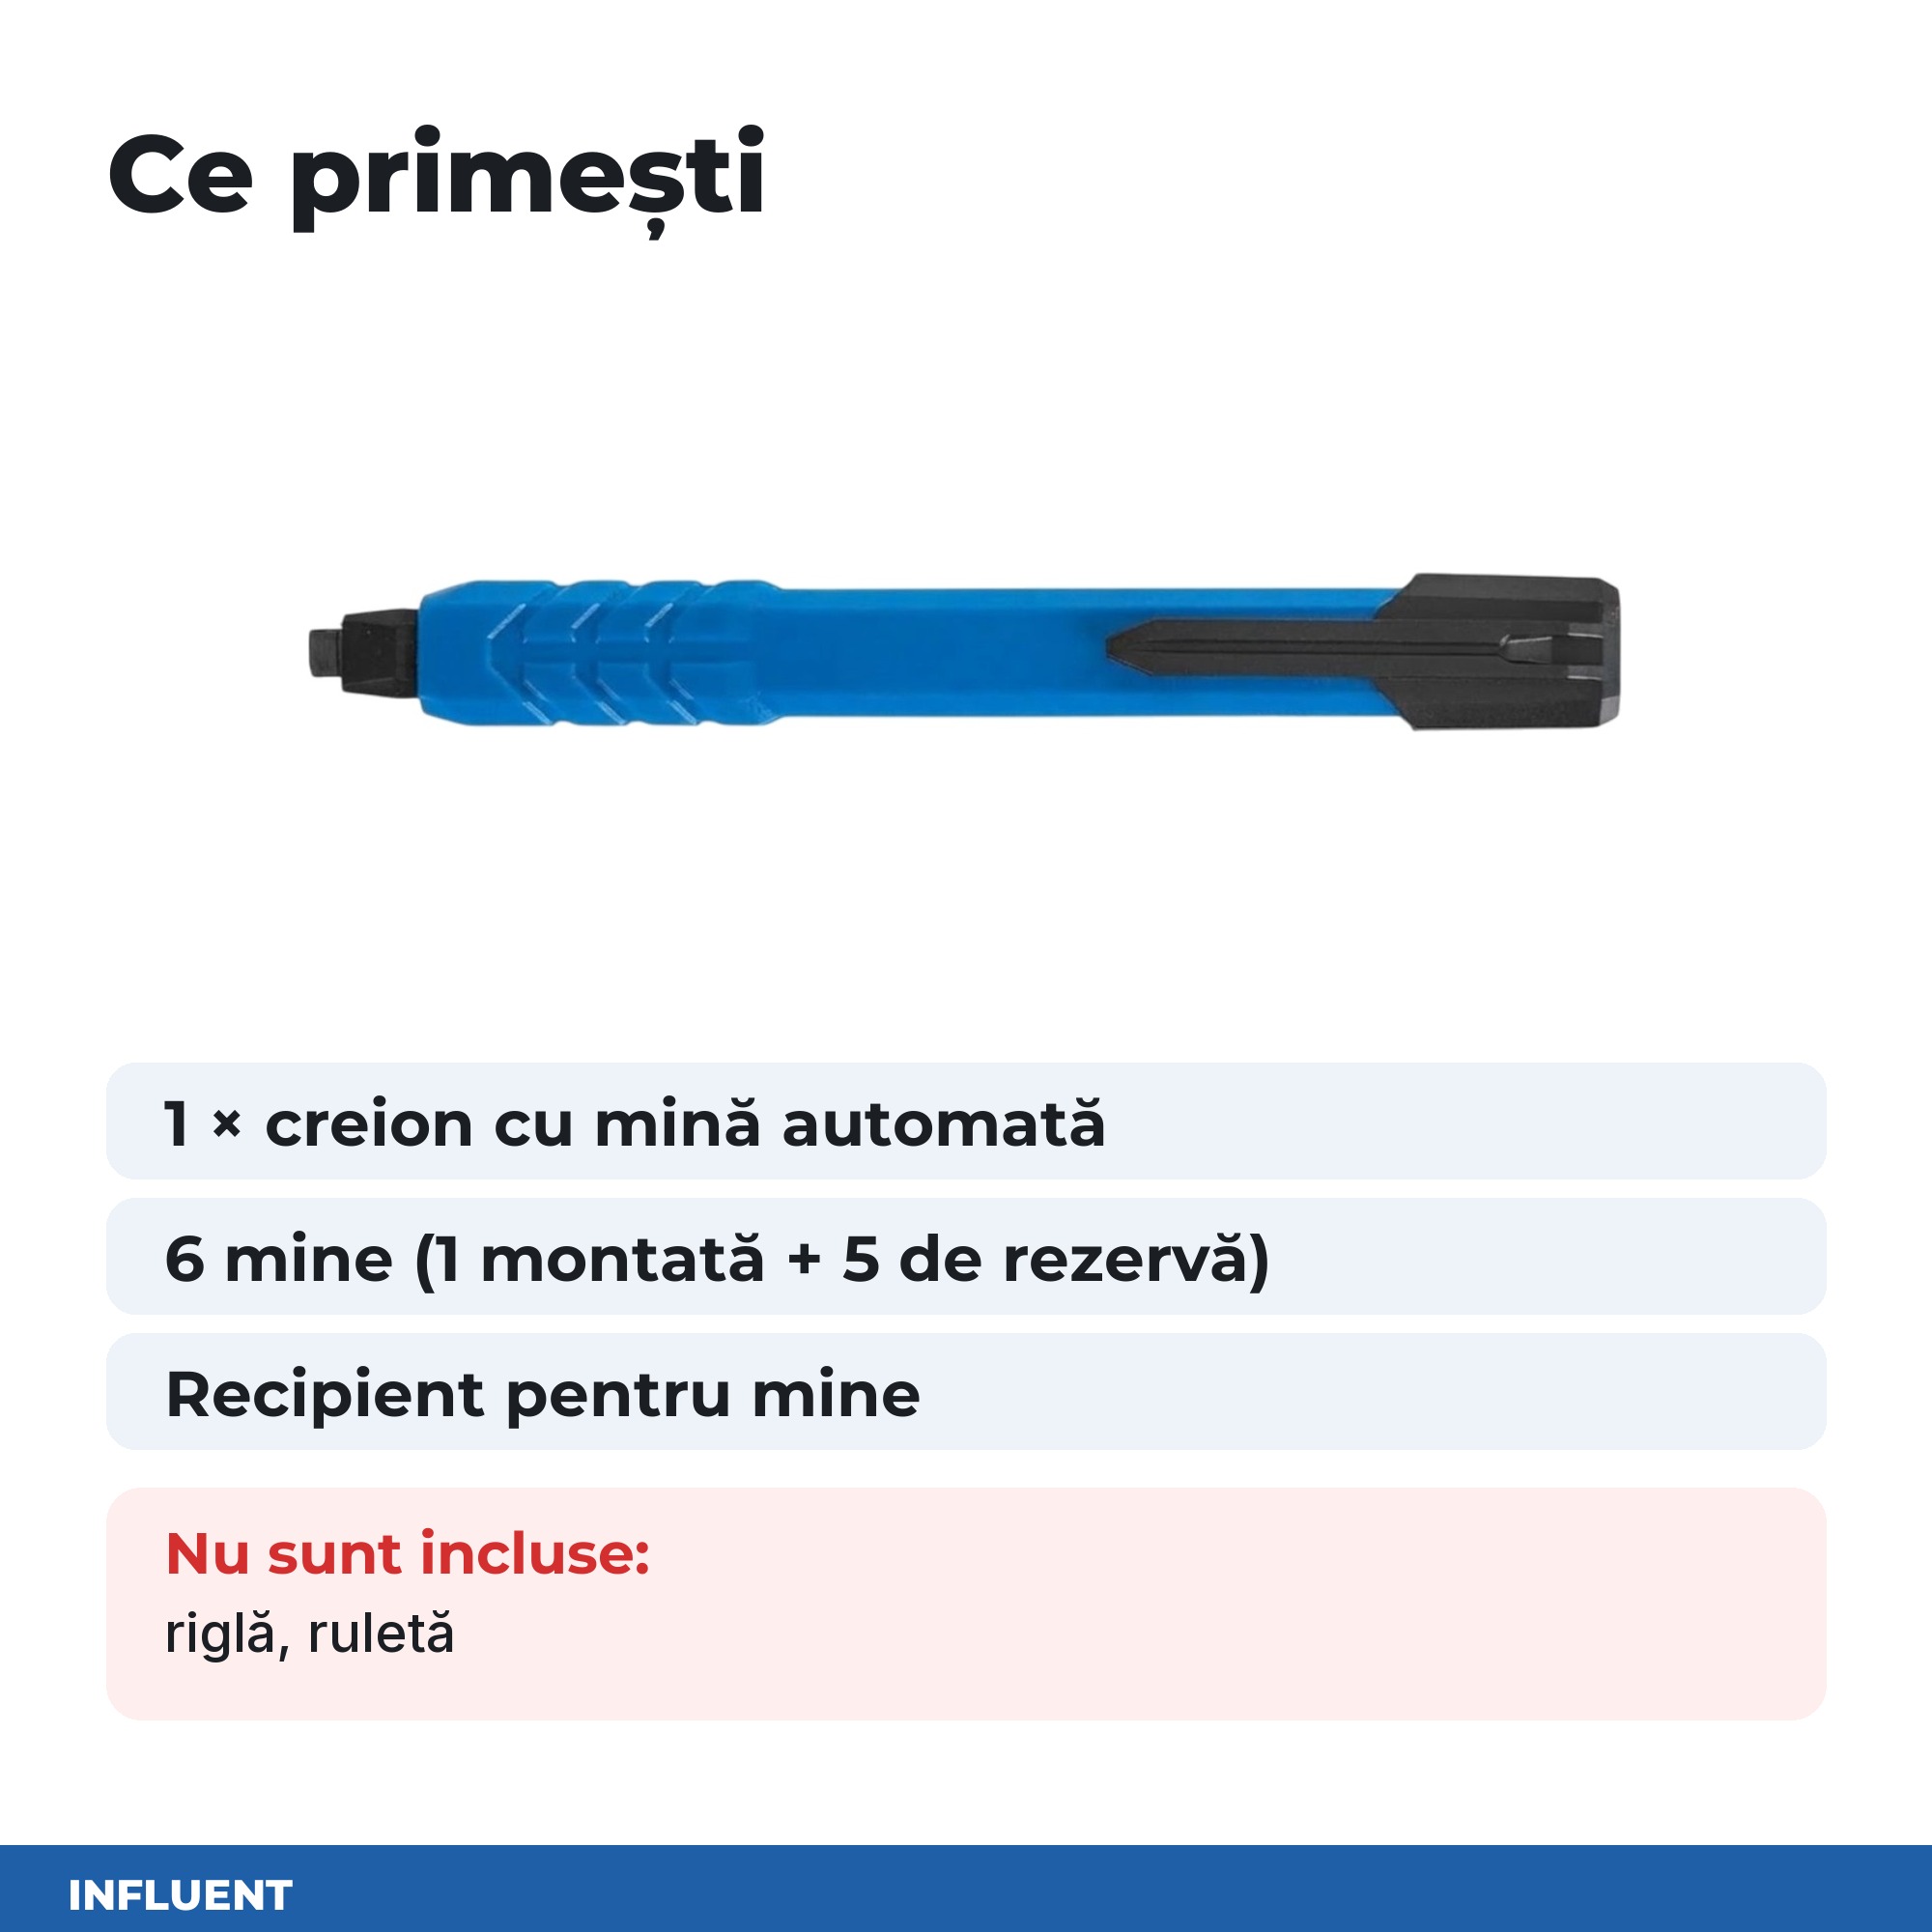 Ce primești
1 × creion cu mină automată
6 mine (1 montată + 5 de rezervă)
Recipient pentru mine
Nu sunt incluse:
riglă, ruletă
INFLUENT